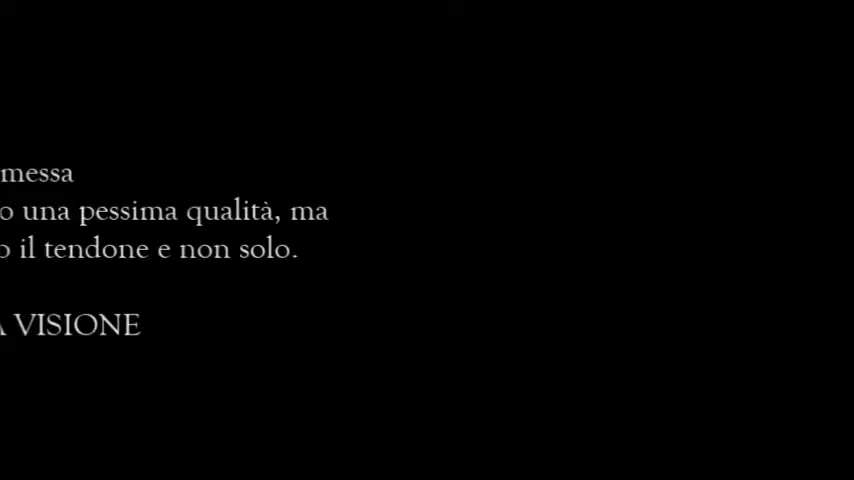 messa
o una pessima qualità, ma
o il tendone e non solo.
A VISIONE